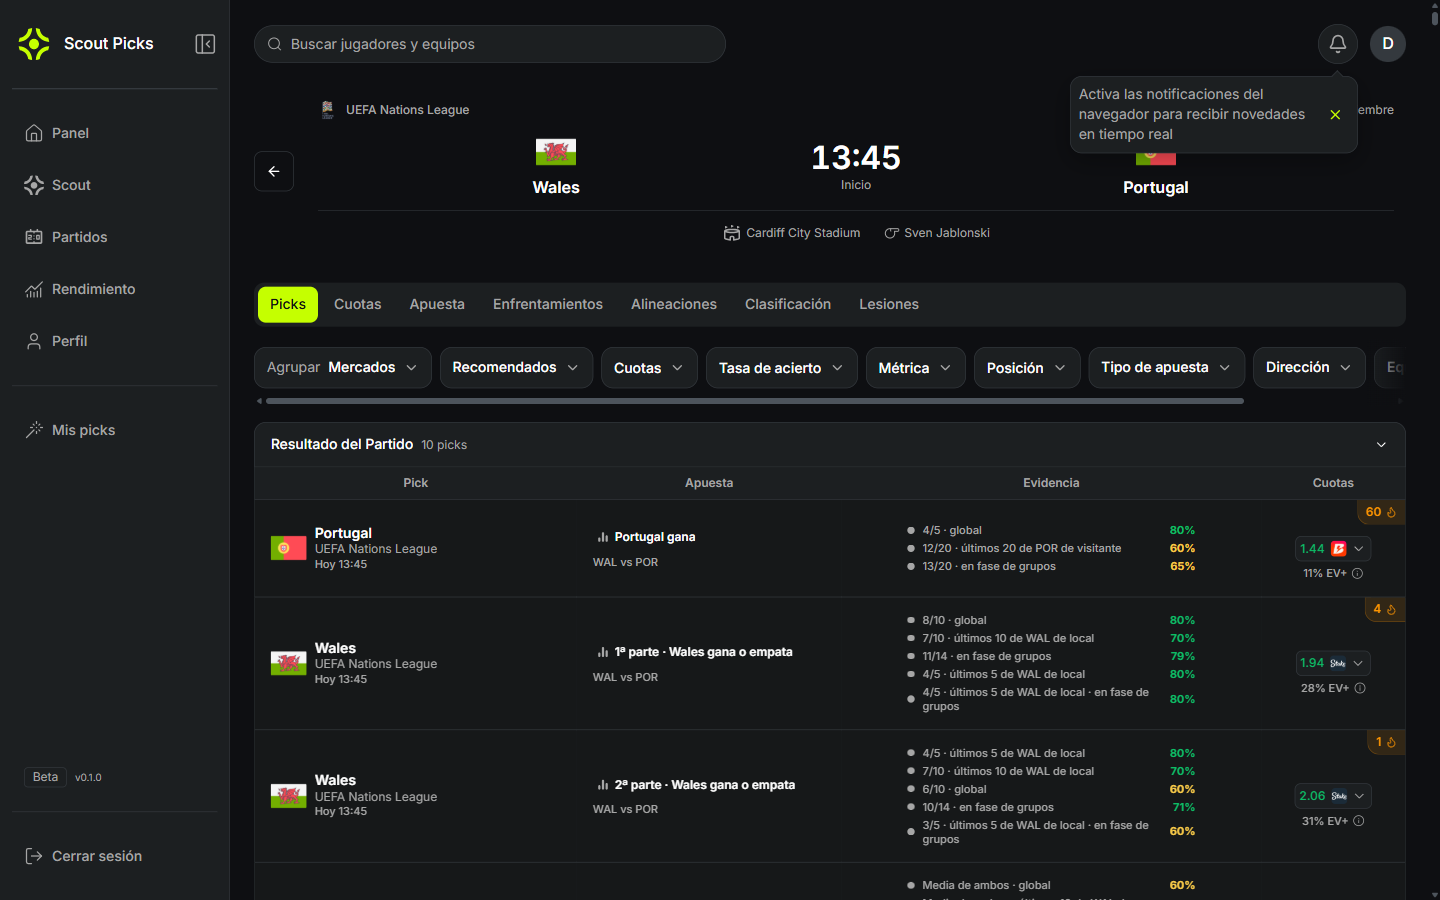 Scout Picks
Buscar jugadores y equipos
D
Activa las notificaciones del
navegador para recibir novedades
en tiempo real
Panel
Scout
Partidos
Rendimiento
Perfil
Mis picks
Beta v0.1.0
Cerrar sesión
UEFA Nations League
embre
Wales
13:45
Inicio
Portugal
Cardiff City Stadium
Sven Jablonski
Picks Cuotas Apuesta Enfrentamientos Alineaciones Clasificación Lesiones
Agrupar Mercados Recomendados Cuotas Tasa de acierto Métrica Posición Tipo de apuesta Dirección Eq
Resultado del Partido 10 picks
Pick Apuesta Evidencia Cuotas
60
Portugal
UEFA Nations League
Hoy 13:45
Portugal gana
WAL vs POR
4/5 · global 80%
12/20 · últimos 20 de POR de visitante 60%
13/20 · en fase de grupos 65%
1.44
11% EV+
4
Wales
UEFA Nations League
Hoy 13:45
1ª parte · Wales gana o empata
WAL vs POR
8/10 · global 80%
7/10 · últimos 10 de WAL de local 70%
11/14 · en fase de grupos 79%
4/5 · últimos 5 de WAL de local 80%
4/5 · últimos 5 de WAL de local · en fase de
grupos 80%
1.94 Stake
28% EV+
1
Wales
UEFA Nations League
Hoy 13:45
2ª parte · Wales gana o empata
WAL vs POR
4/5 · últimos 5 de WAL de local 80%
7/10 · últimos 10 de WAL de local 70%
6/10 · global 60%
10/14 · en fase de grupos 71%
3/5 · últimos 5 de WAL de local · en fase de
grupos 60%
2.06 Stake
31% EV+
Media de ambos · global 60%